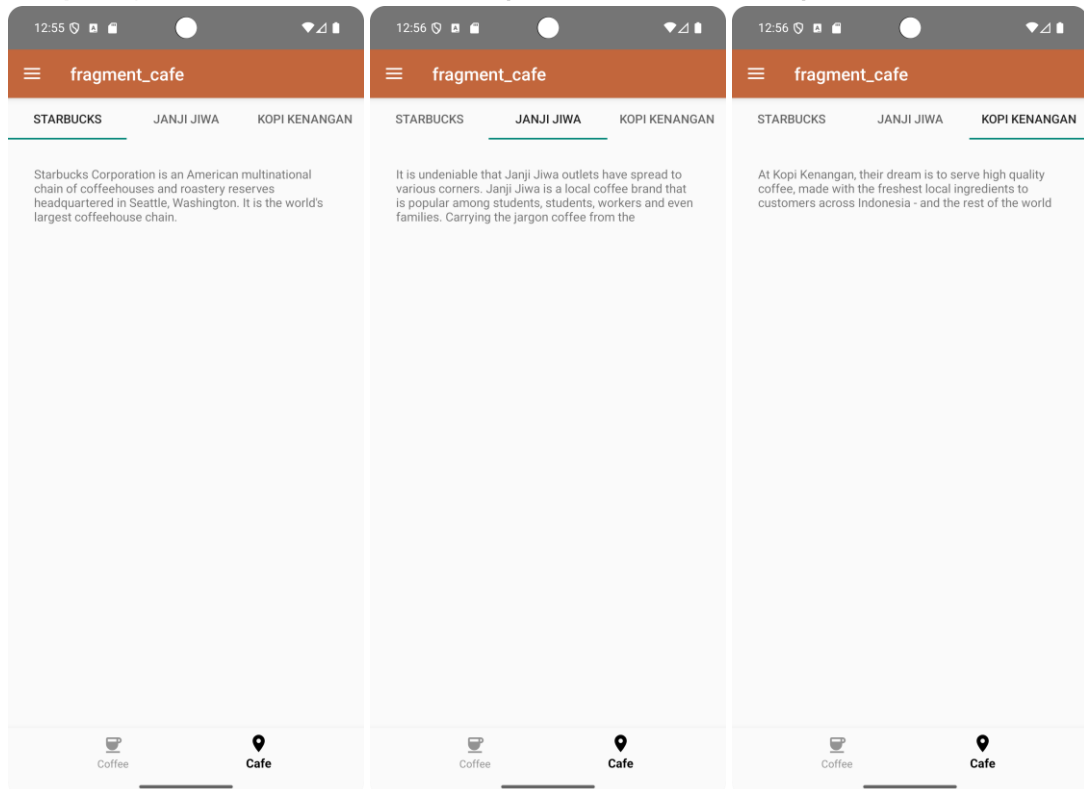 12:55
fragment_cafe
STARBUCKS JANJI JIWA KOPI KENANGAN
Starbucks Corporation is an American multinational
chain of coffeehouses and roastery reserves
headquartered in Seattle, Washington. It is the world's
largest coffeehouse chain.
Coffee Cafe
12:56
fragment_cafe
STARBUCKS JANJI JIWA KOPI KENANGAN
It is undeniable that Janji Jiwa outlets have spread to
various corners. Janji Jiwa is a local coffee brand that
is popular among students, students, workers and even
families. Carrying the jargon coffee from the
Coffee Cafe
12:56
fragment_cafe
STARBUCKS JANJI JIWA KOPI KENANGAN
At Kopi Kenangan, their dream is to serve high quality
coffee, made with the freshest local ingredients to
customers across Indonesia - and the rest of the world
Coffee Cafe